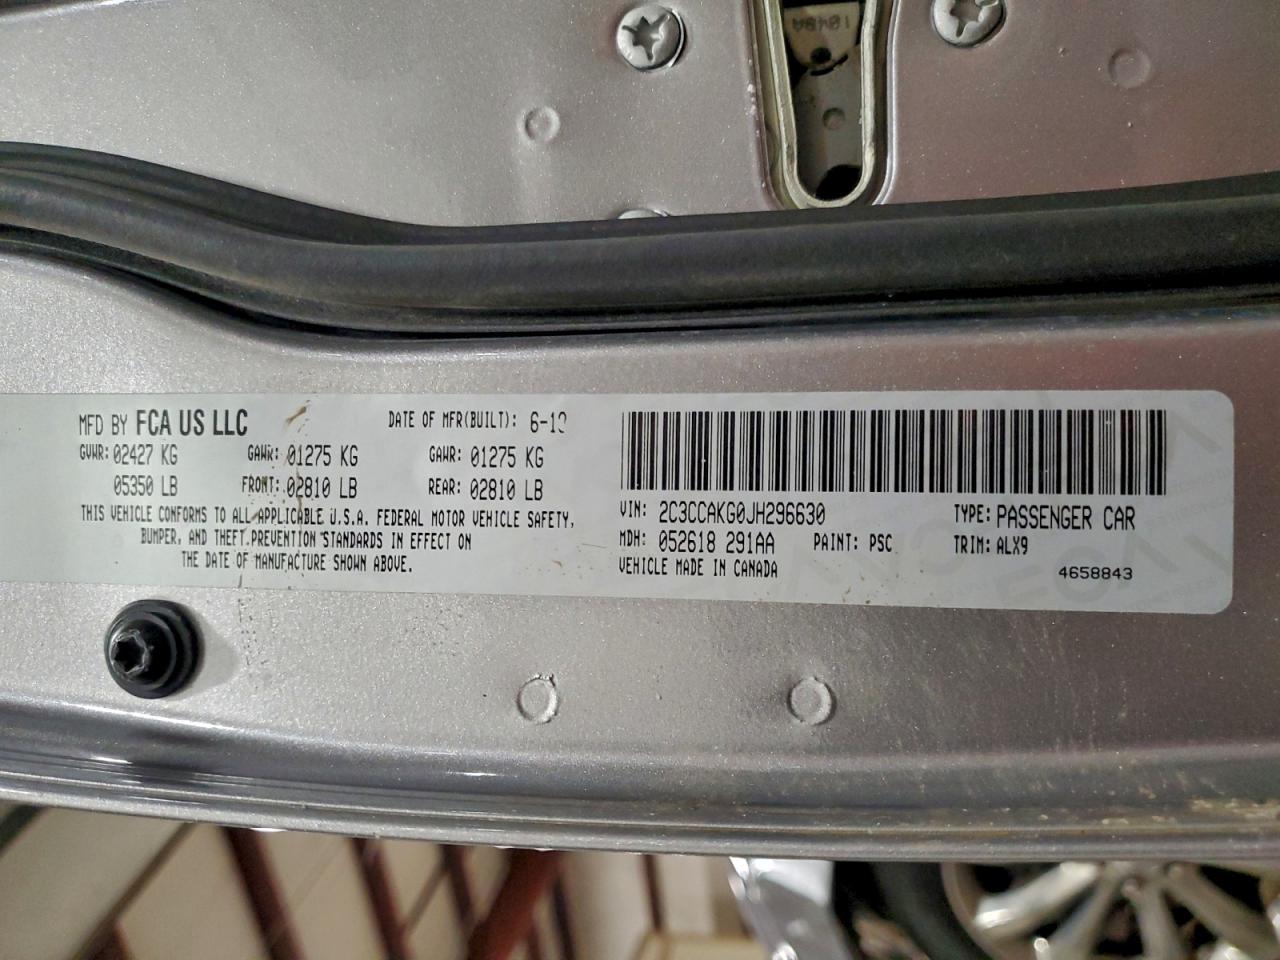 1048A
MFD BY FCA US LLC DATE OF MFR(BUILT):
GVWR: 02427 KG GAWR: 01275 KG GAWR: 01275 KG
05350 LB FRONT: 02810 LB REAR: 02810 LB
THIS VEHICLE CONFORMS TO ALL APPLICABLE U.S.A. FEDERAL MOTOR VEHICLE SAFETY,
BUMPER, AND THEFT PREVENTION STANDARDS IN EFFECT ON
THE DATE OF MANUFACTURE SHOWN ABOVE.
VIN: 2C3CCAKG0JH296630 TYPE: PASSENGER CAR
MDH: 052618 291AA PAINT: PSC TRIM: ALX9
VEHICLE MADE IN CANADA 4658843